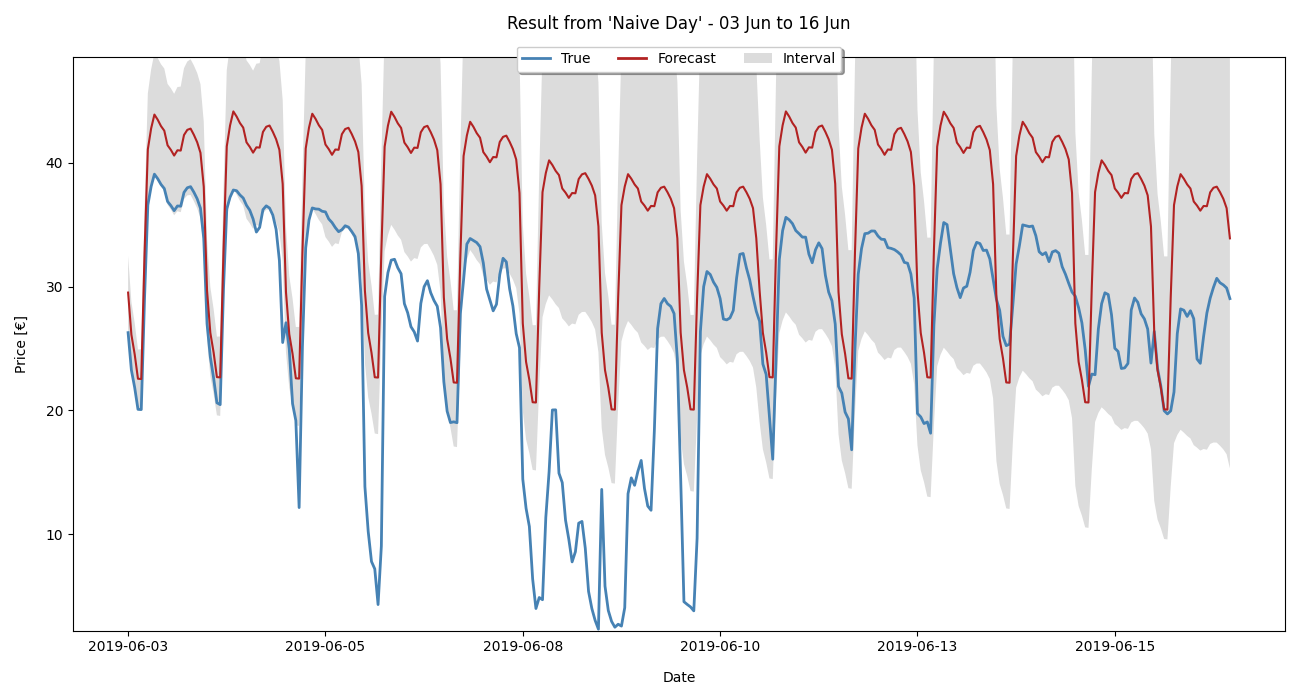 Result from 'Naive Day' - 03 Jun to 16 Jun
True Forecast Interval
Price [€]
40
30
20
10
2019-06-03 2019-06-05 2019-06-08 2019-06-10 2019-06-13 2019-06-15
Date